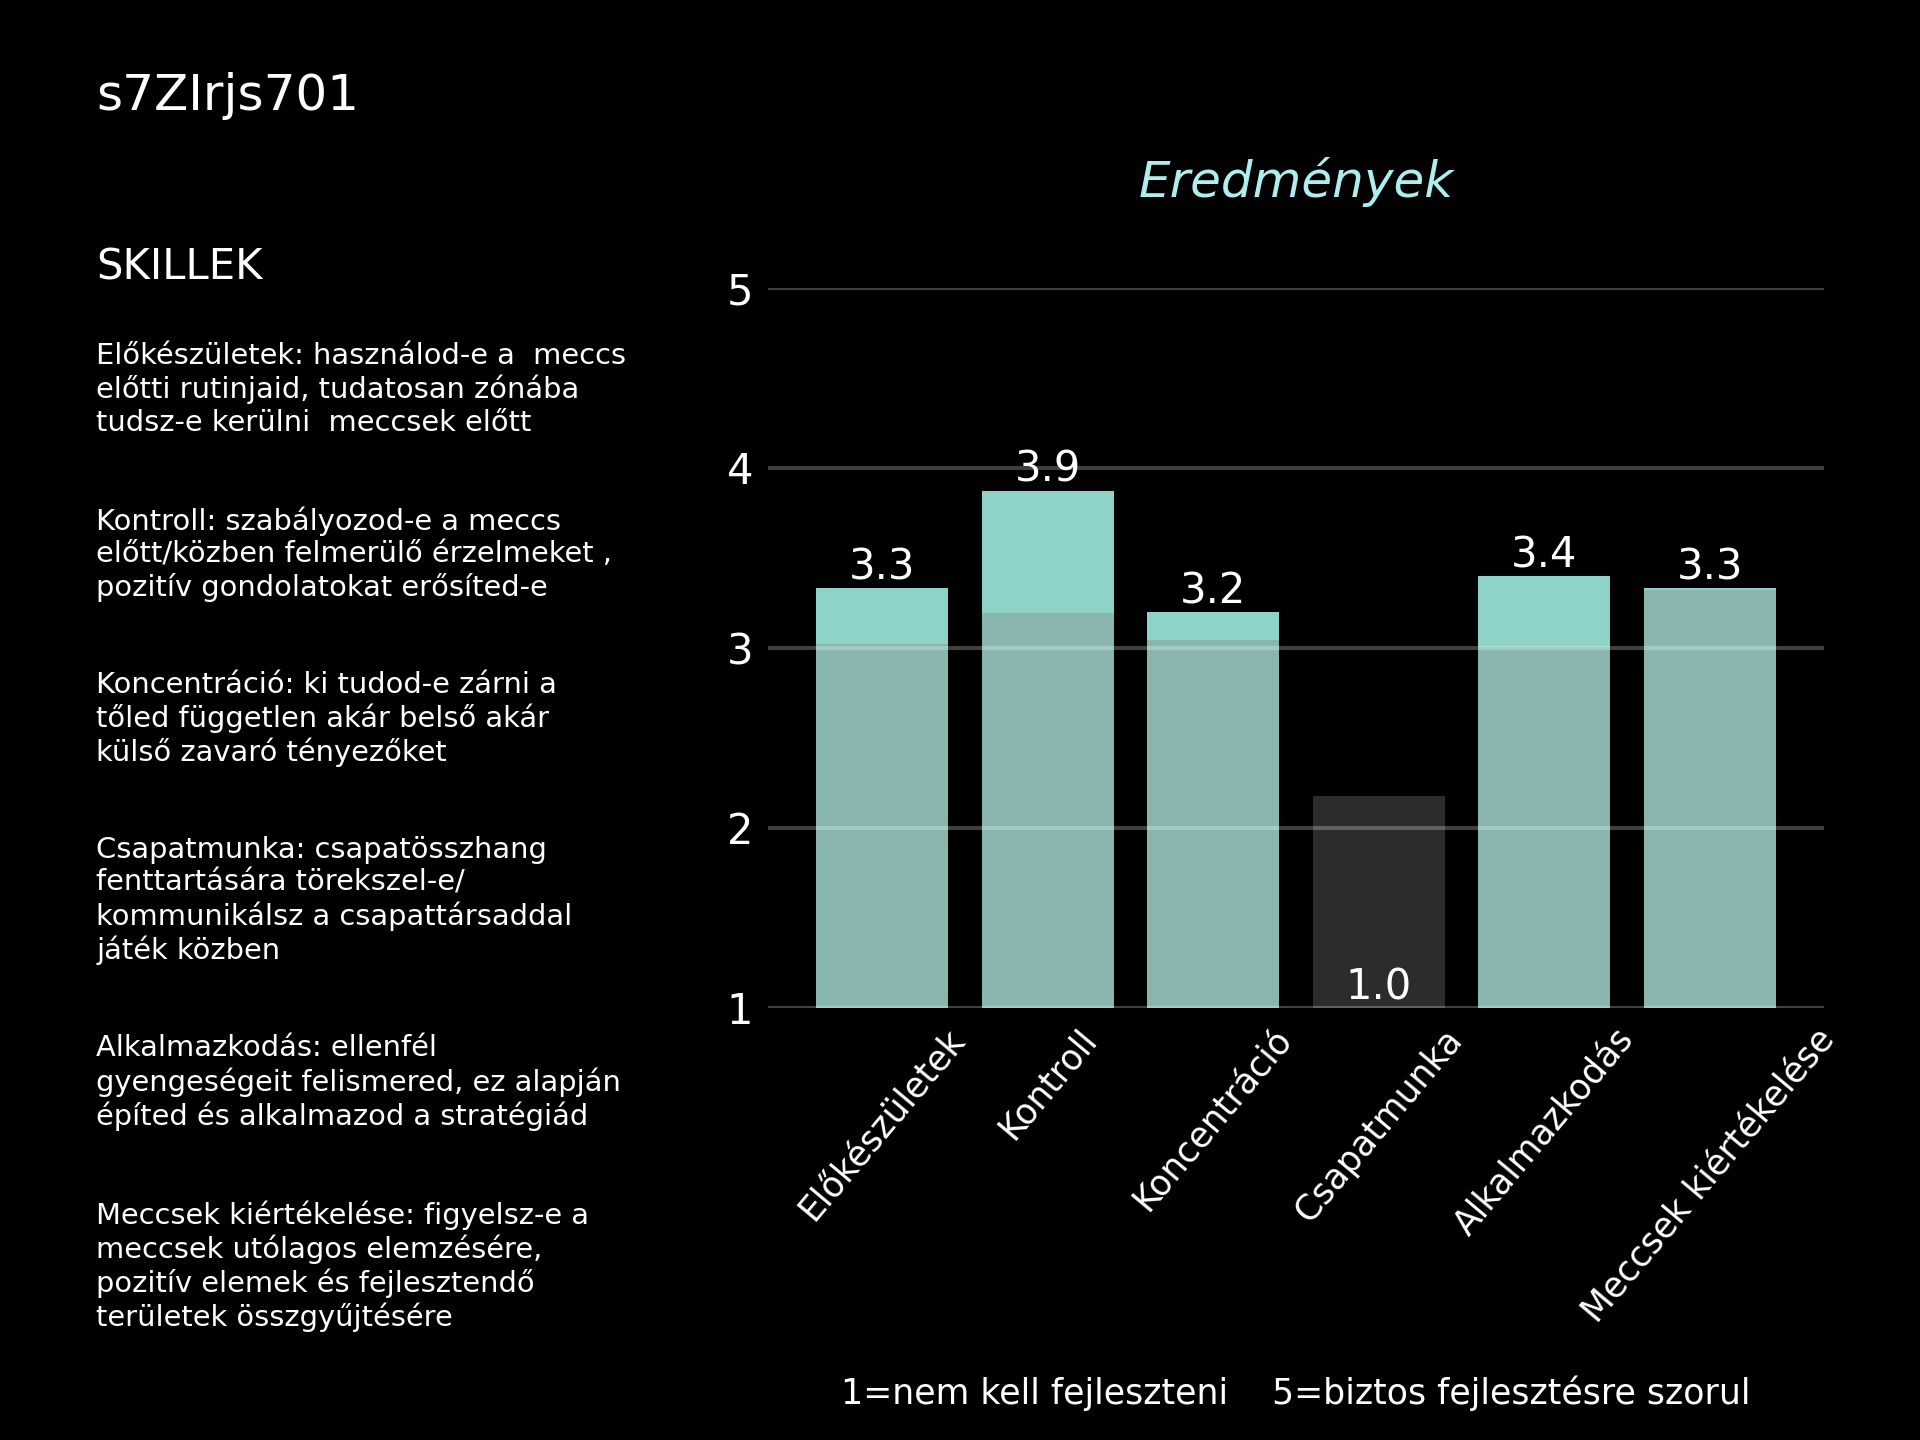 s7ZIrjs701
Eredmények
SKILLEK
Előkészületek: használod-e a  meccs
előtti rutinjaid, tudatosan zónába
tudsz-e kerülni  meccsek előtt
Kontroll: szabályozod-e a meccs
előtt/közben felmerülő érzelmeket ,
pozitív gondolatokat erősíted-e
Koncentráció: ki tudod-e zárni a
tőled független akár belső akár
külső zavaró tényezőket
Csapatmunka: csapatösszhang
fenttartására törekszel-e/
kommunikálsz a csapattársaddal
játék közben
Alkalmazkodás: ellenfél
gyengeségeit felismered, ez alapján
építed és alkalmazod a stratégiád
Meccsek kiértékelése: figyelsz-e a
meccsek utólagos elemzésére,
pozitív elemek és fejlesztendő
területek összgyűjtésére
5
4
3
2
1
3.3
3.9
3.2
1.0
3.4
3.3
Előkészületek
Kontroll
Koncentráció
Csapatmunka
Alkalmazkodás
Meccsek kiértékelése
1=nem kell fejleszteni    5=biztos fejlesztésre szorul